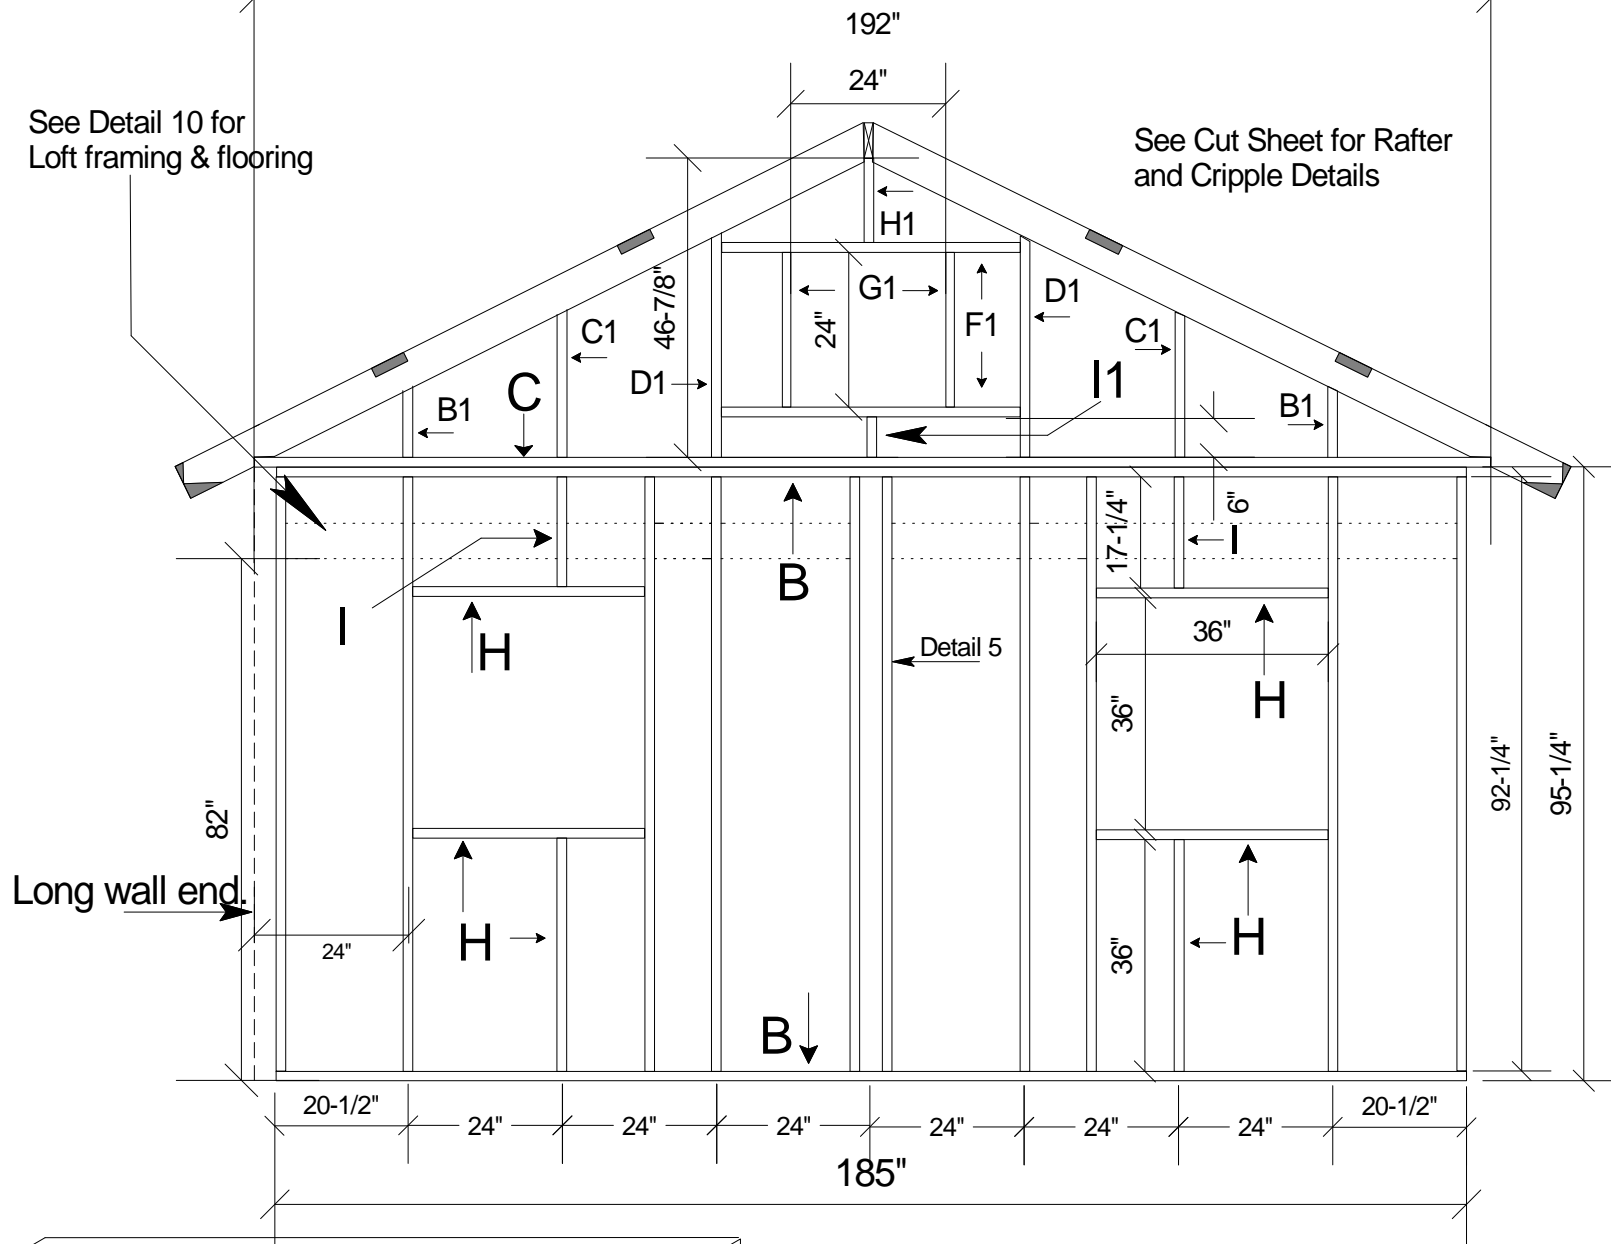 192"
24"
See Detail 10 for
Loft framing & flooring
See Cut Sheet for Rafter
and Cripple Details
H1
46-7/8"
G1
24"
F1
D1
C1
C1
D1
I1
C
B1
B1
17-1/4"
6"
I
B
I
H
36"
Detail 5
H
36"
92-1/4"
95-1/4"
82"
Long wall end.
24"
H
H
36"
B
20-1/2"
24"
24"
24"
24"
24"
24"
20-1/2"
185"